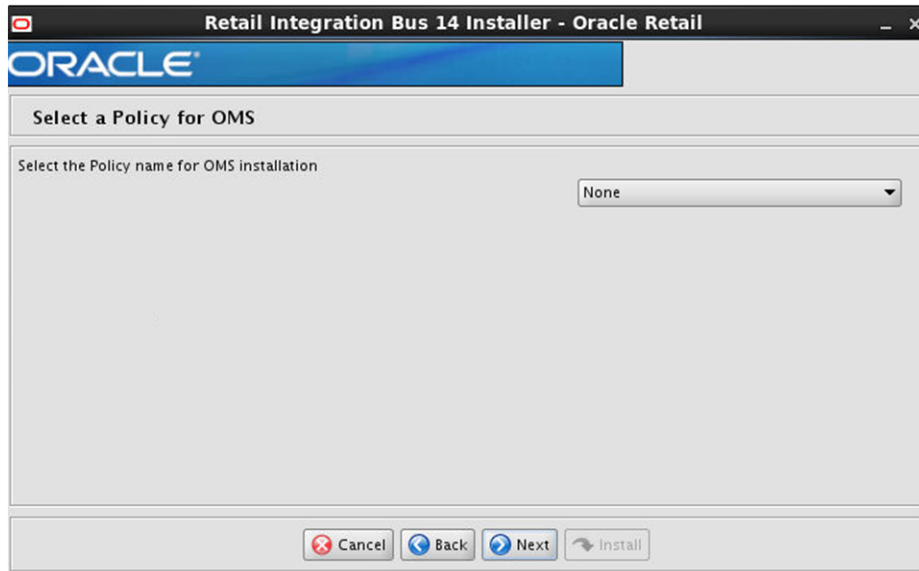 Retail Integration Bus 14 Installer - Oracle Retail
ORACLE®
Select a Policy for OMS
Select the Policy name for OMS installation
None
Cancel Back Next Install